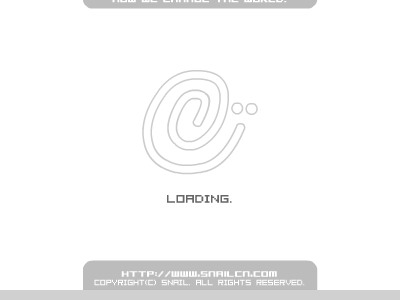 HOW WE CHANGE THE WORLD.
LOADING.
HTTP://WWW.SNAILCN.COM
COPYRIGHT(C) SNAIL. ALL RIGHTS RESERVED.